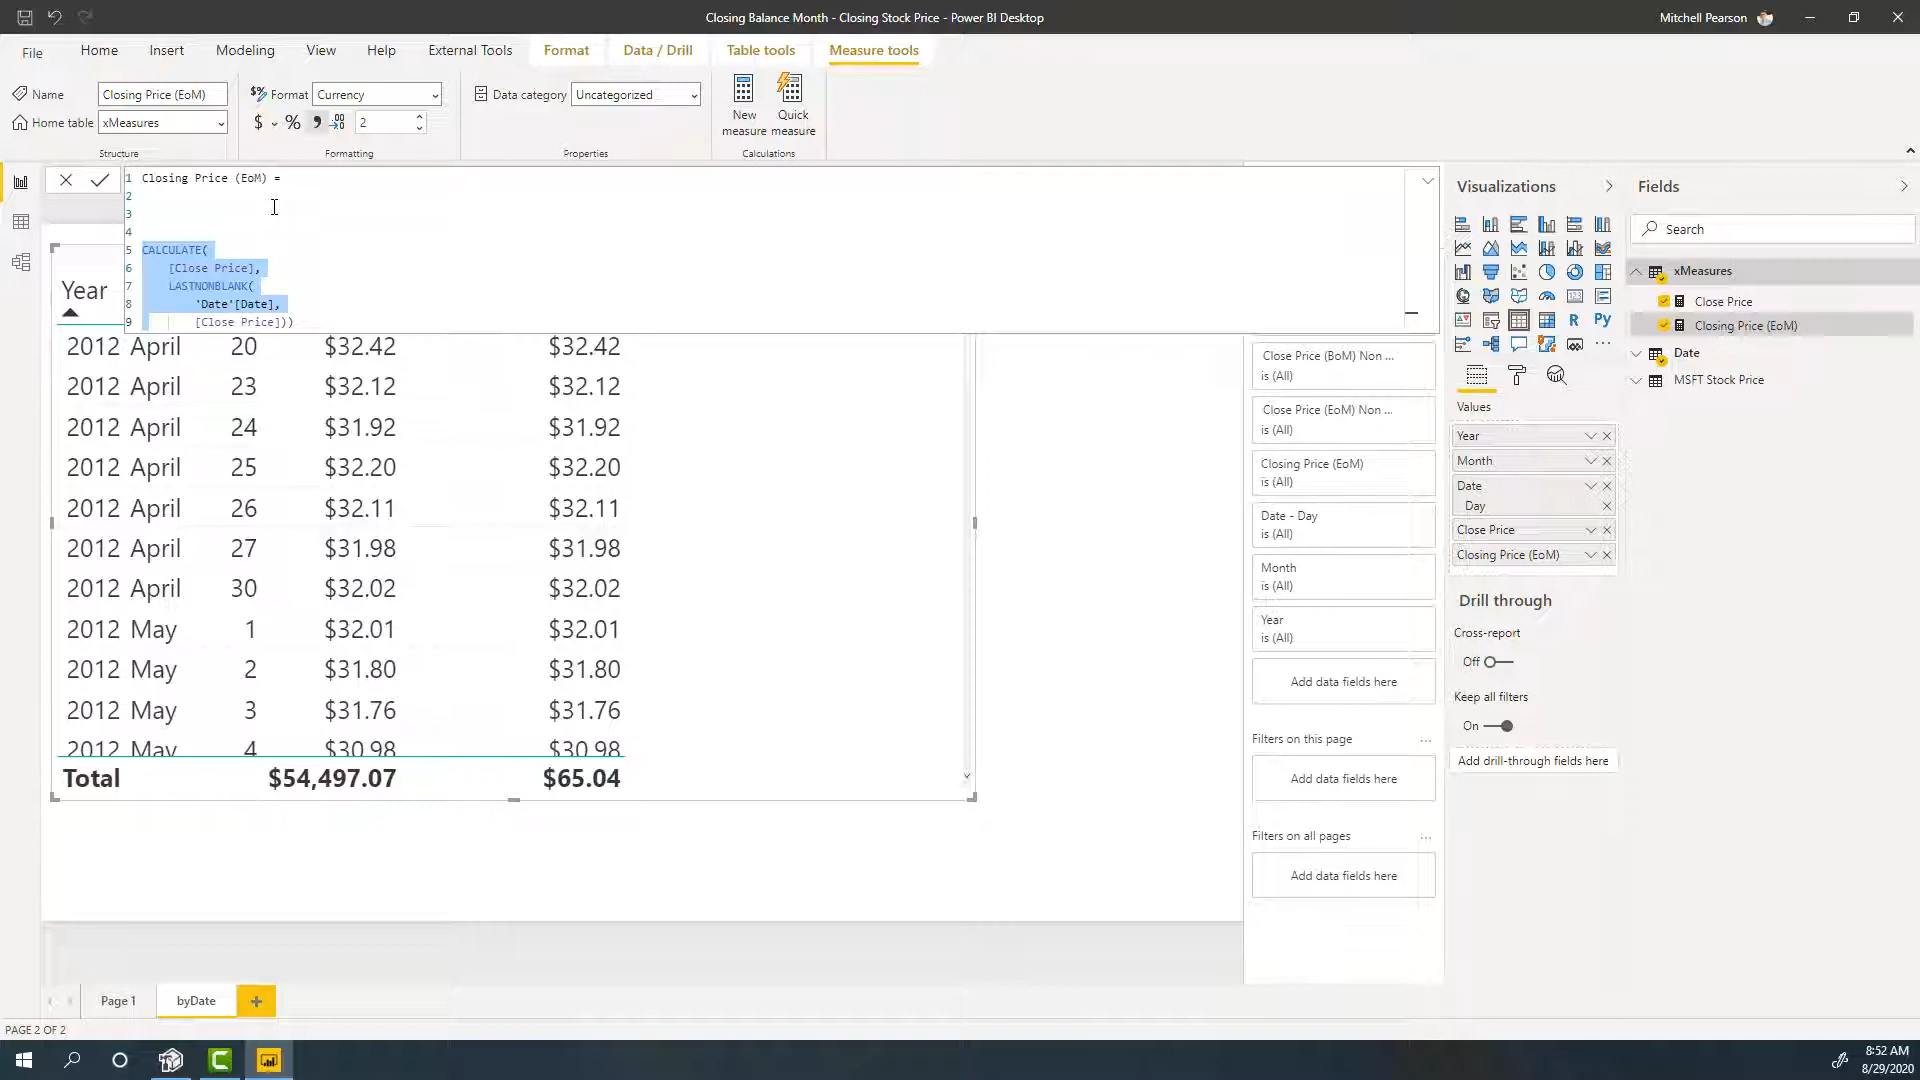 Closing Balance Month - Closing Stock Price - Power BI Desktop
Mitchell Pearson
File Home Insert Modeling View Help External Tools Format Data / Drill Table tools Measure tools
Name Closing Price (EoM)
Home table xMeasures
Structure
Format Currency
$ % 2
Formatting
Data category Uncategorized
Properties
New measure
Quick measure
Calculations
1 Closing Price (EoM) =
2
3
4
5 CALCULATE(
6 [Close Price],
7 LASTNONBLANK(
8 'Date'[Date],
9 [Close Price]))
Year
2012 April 20 $32.42 $32.42
2012 April 23 $32.12 $32.12
2012 April 24 $31.92 $31.92
2012 April 25 $32.20 $32.20
2012 April 26 $32.11 $32.11
2012 April 27 $31.98 $31.98
2012 April 30 $32.02 $32.02
2012 May 1 $32.01 $32.01
2012 May 2 $31.80 $31.80
2012 May 3 $31.76 $31.76
2012 May 4 $30.98 $30.98
Total $54,497.07 $65.04
Close Price (BoM) Non ...
is (All)
Close Price (EoM) Non ...
is (All)
Closing Price (EoM)
is (All)
Date - Day
is (All)
Month
is (All)
Year
is (All)
Add data fields here
Filters on this page ...
Add data fields here
Filters on all pages ...
Add data fields here
Visualizations
R Py
...
Values
Year
Month
Date
Day
Close Price
Closing Price (EoM)
Drill through
Cross-report
Off
Keep all filters
On
Add drill-through fields here
Fields
Search
xMeasures
Close Price
Closing Price (EoM)
Date
MSFT Stock Price
Page 1 byDate +
PAGE 2 OF 2
8:52 AM
8/29/2020